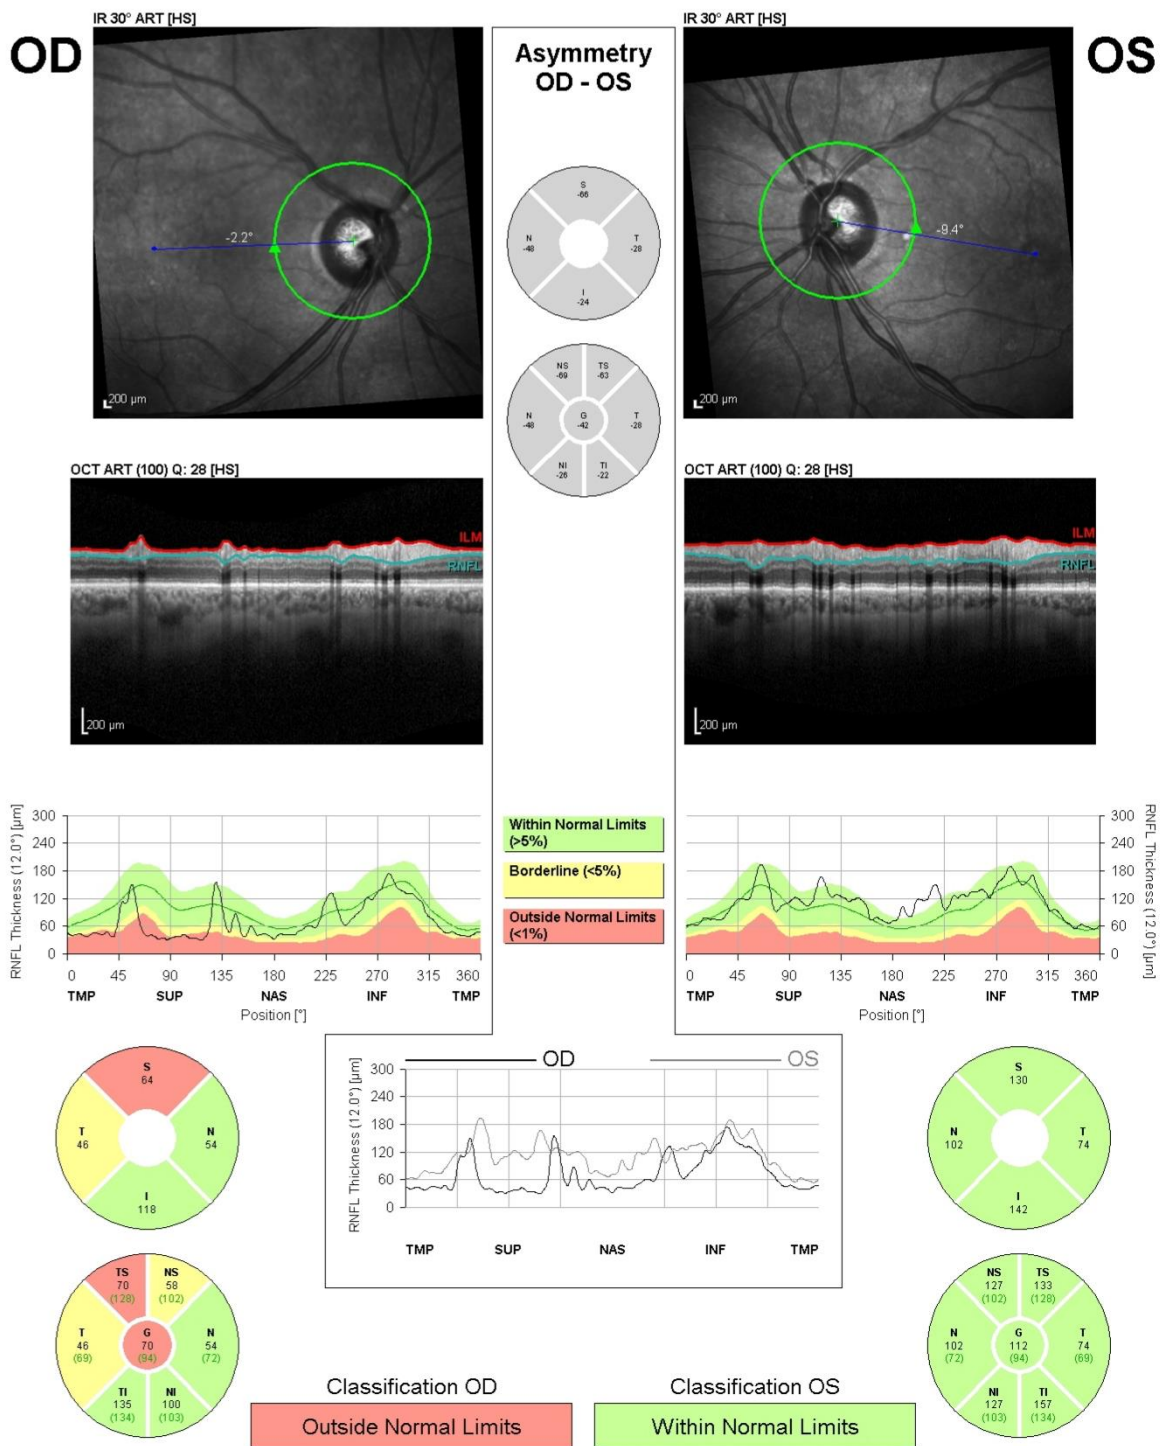 IR 30° ART [HS]
OD
-2.2°
200 µm
Asymmetry
OD - OS
S
-66
N
-48
T
-28
I
-24
NS
-69
TS
-63
N
-48
G
-42
T
-28
NI
-26
TI
-22
IR 30° ART [HS]
OS
-9.4°
200 µm
OCT ART (100) Q: 28 [HS]
ILM
RNFL
200 µm
OCT ART (100) Q: 28 [HS]
ILM
RNFL
200 µm
RNFL Thickness (12.0°) [µm]
300
240
180
120
60
0
0 45 90 135 180 225 270 315 360
TMP SUP NAS INF TMP
Position [°]
Within Normal Limits
(>5%)
Borderline (<5%)
Outside Normal Limits
(<1%)
300
240
180
120
60
0
RNFL Thickness (12.0°) [µm]
0 45 90 135 180 225 270 315 360
TMP SUP NAS INF TMP
Position [°]
S
64
T
46
N
54
I
118
OD OS
RNFL Thickness (12.0°) [µm]
300
240
180
120
60
0
TMP SUP NAS INF TMP
S
130
N
102
T
74
I
142
TS
70
(128)
NS
58
(102)
T
46
(69)
G
70
(94)
N
54
(72)
TI
135
(134)
NI
100
(103)
Classification OD
Outside Normal Limits
Classification OS
Within Normal Limits
NS
127
(102)
TS
133
(128)
N
102
(72)
G
112
(94)
T
74
(69)
NI
127
(103)
TI
157
(134)